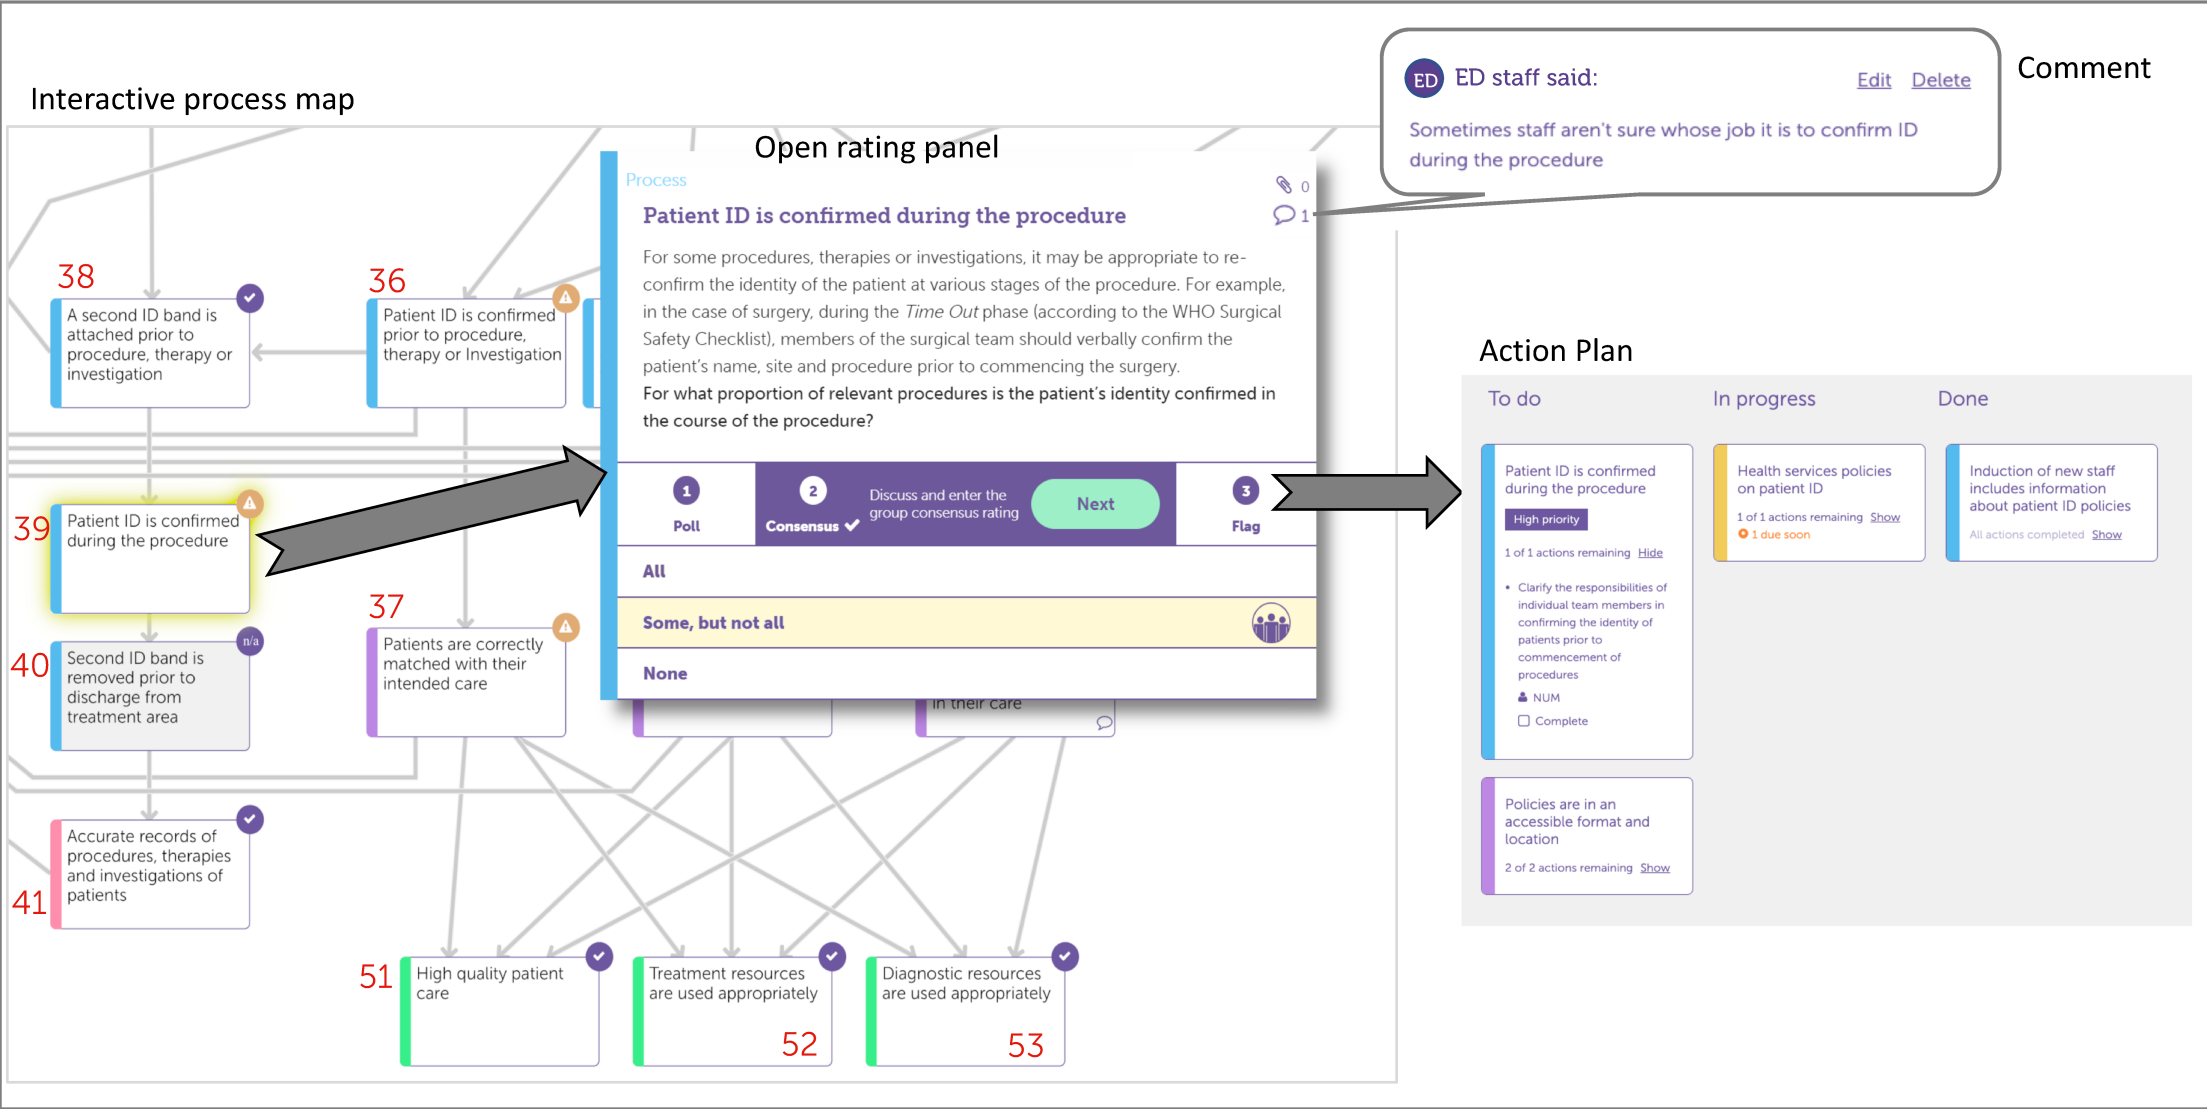 Interactive process map
Open rating panel
Comment
ED
ED staff said:
Edit
Delete
Sometimes staff aren't sure whose job it is to confirm ID
during the procedure
Process
0
Patient ID is confirmed during the procedure
1
For some procedures, therapies or investigations, it may be appropriate to re-
confirm the identity of the patient at various stages of the procedure. For example,
in the case of surgery, during the Time Out phase (according to the WHO Surgical
Safety Checklist), members of the surgical team should verbally confirm the
patient's name, site and procedure prior to commencing the surgery.
For what proportion of relevant procedures is the patient's identity confirmed in
the course of the procedure?
1
Poll
2
Consensus
Discuss and enter the
group consensus rating
Next
3
Flag
All
Some, but not all
None
38
A second ID band is
attached prior to
procedure, therapy or
investigation
36
Patient ID is confirmed
prior to procedure,
therapy or Investigation
39
Patient ID is confirmed
during the procedure
40
n/a
Second ID band is
removed prior to
discharge from
treatment area
37
Patients are correctly
matched with their
intended care
in their care
41
Accurate records of
procedures, therapies
and investigations of
patients
51
High quality patient
care
Treatment resources
are used appropriately
52
Diagnostic resources
are used appropriately
53
Action Plan
To do
In progress
Done
Patient ID is confirmed
during the procedure
High priority
1 of 1 actions remaining Hide
• Clarify the responsibilities of
individual team members in
confirming the identity of
patients prior to
commencement of
procedures
NUM
Complete
Policies are in an
accessible format and
location
2 of 2 actions remaining Show
Health services policies
on patient ID
1 of 1 actions remaining Show
1 due soon
Induction of new staff
includes information
about patient ID policies
All actions completed Show